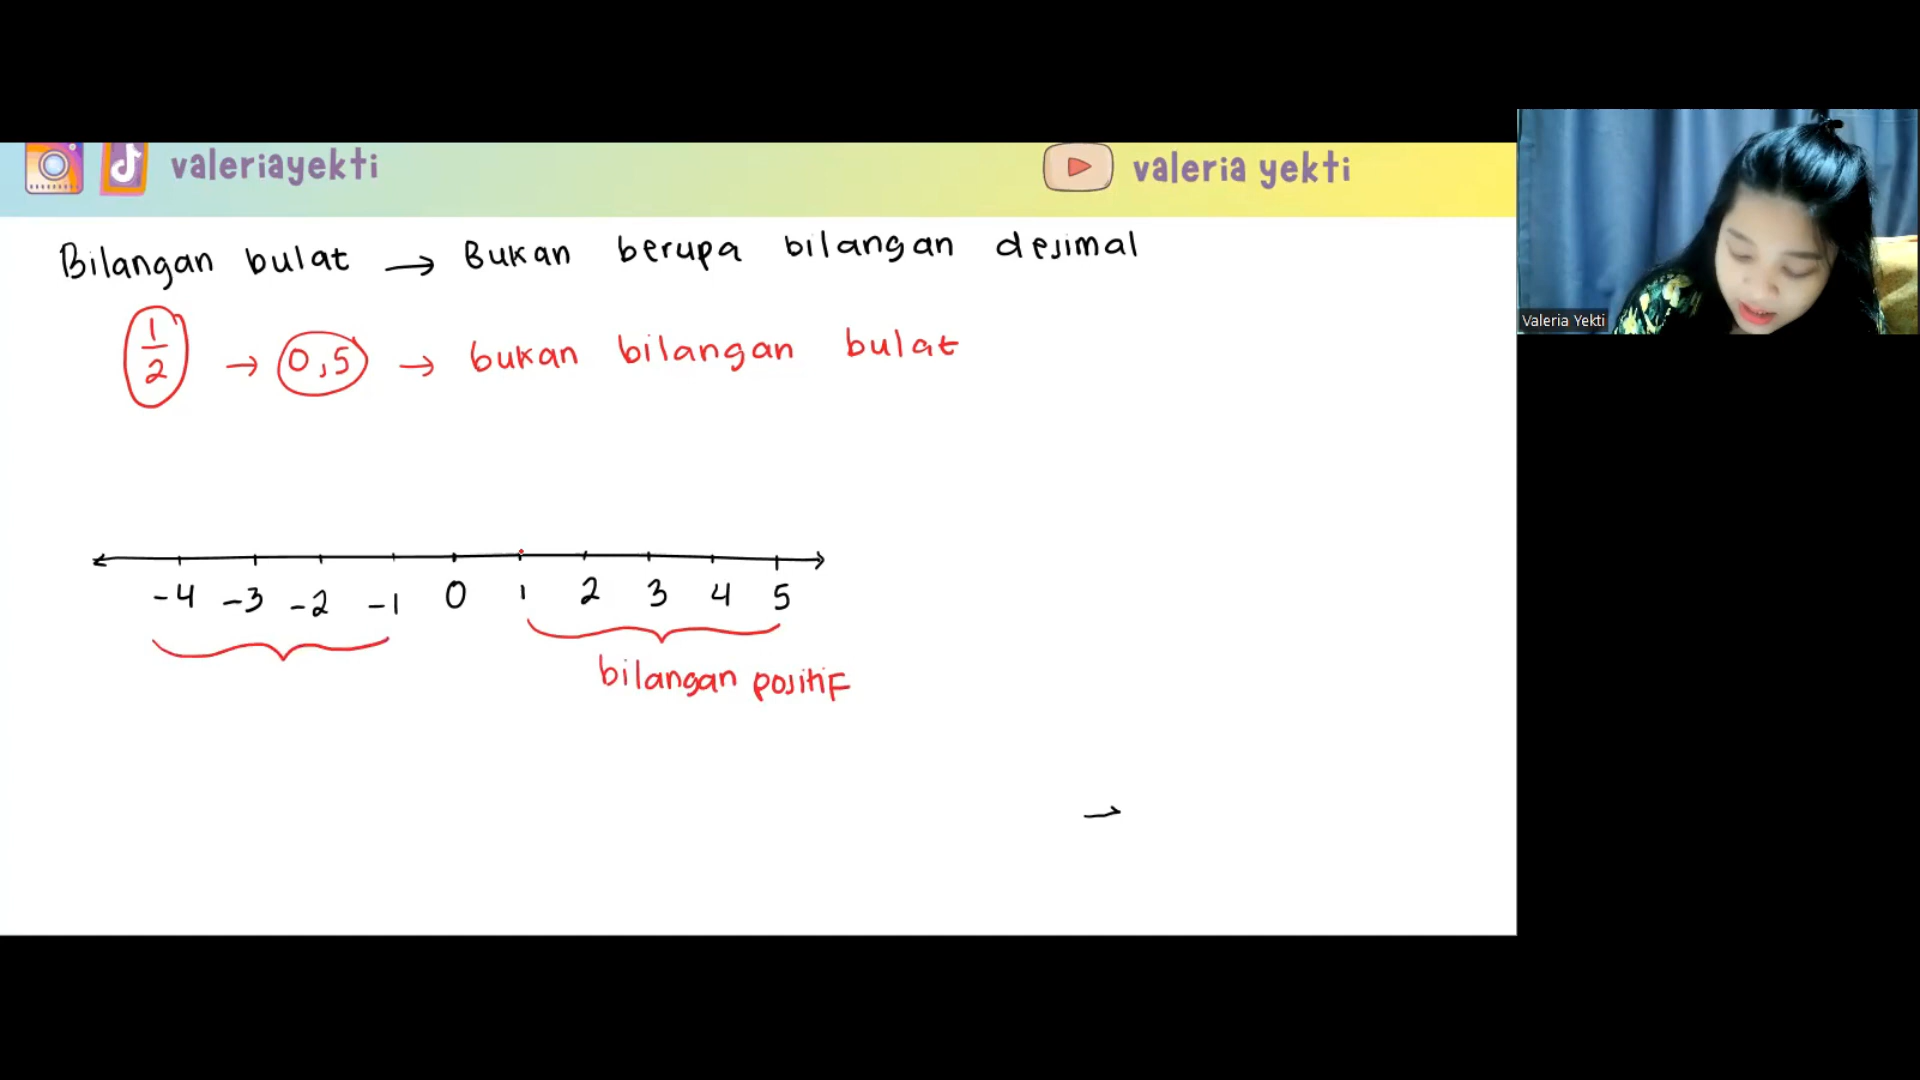 valeriayekti
valeria yekti
Valeria Yekti
Bilangan bulat → Bukan berupa bilangan desimal
1/2 → 0,5 → bukan bilangan bulat
-4 -3 -2 -1 0 1 2 3 4 5
bilangan positif